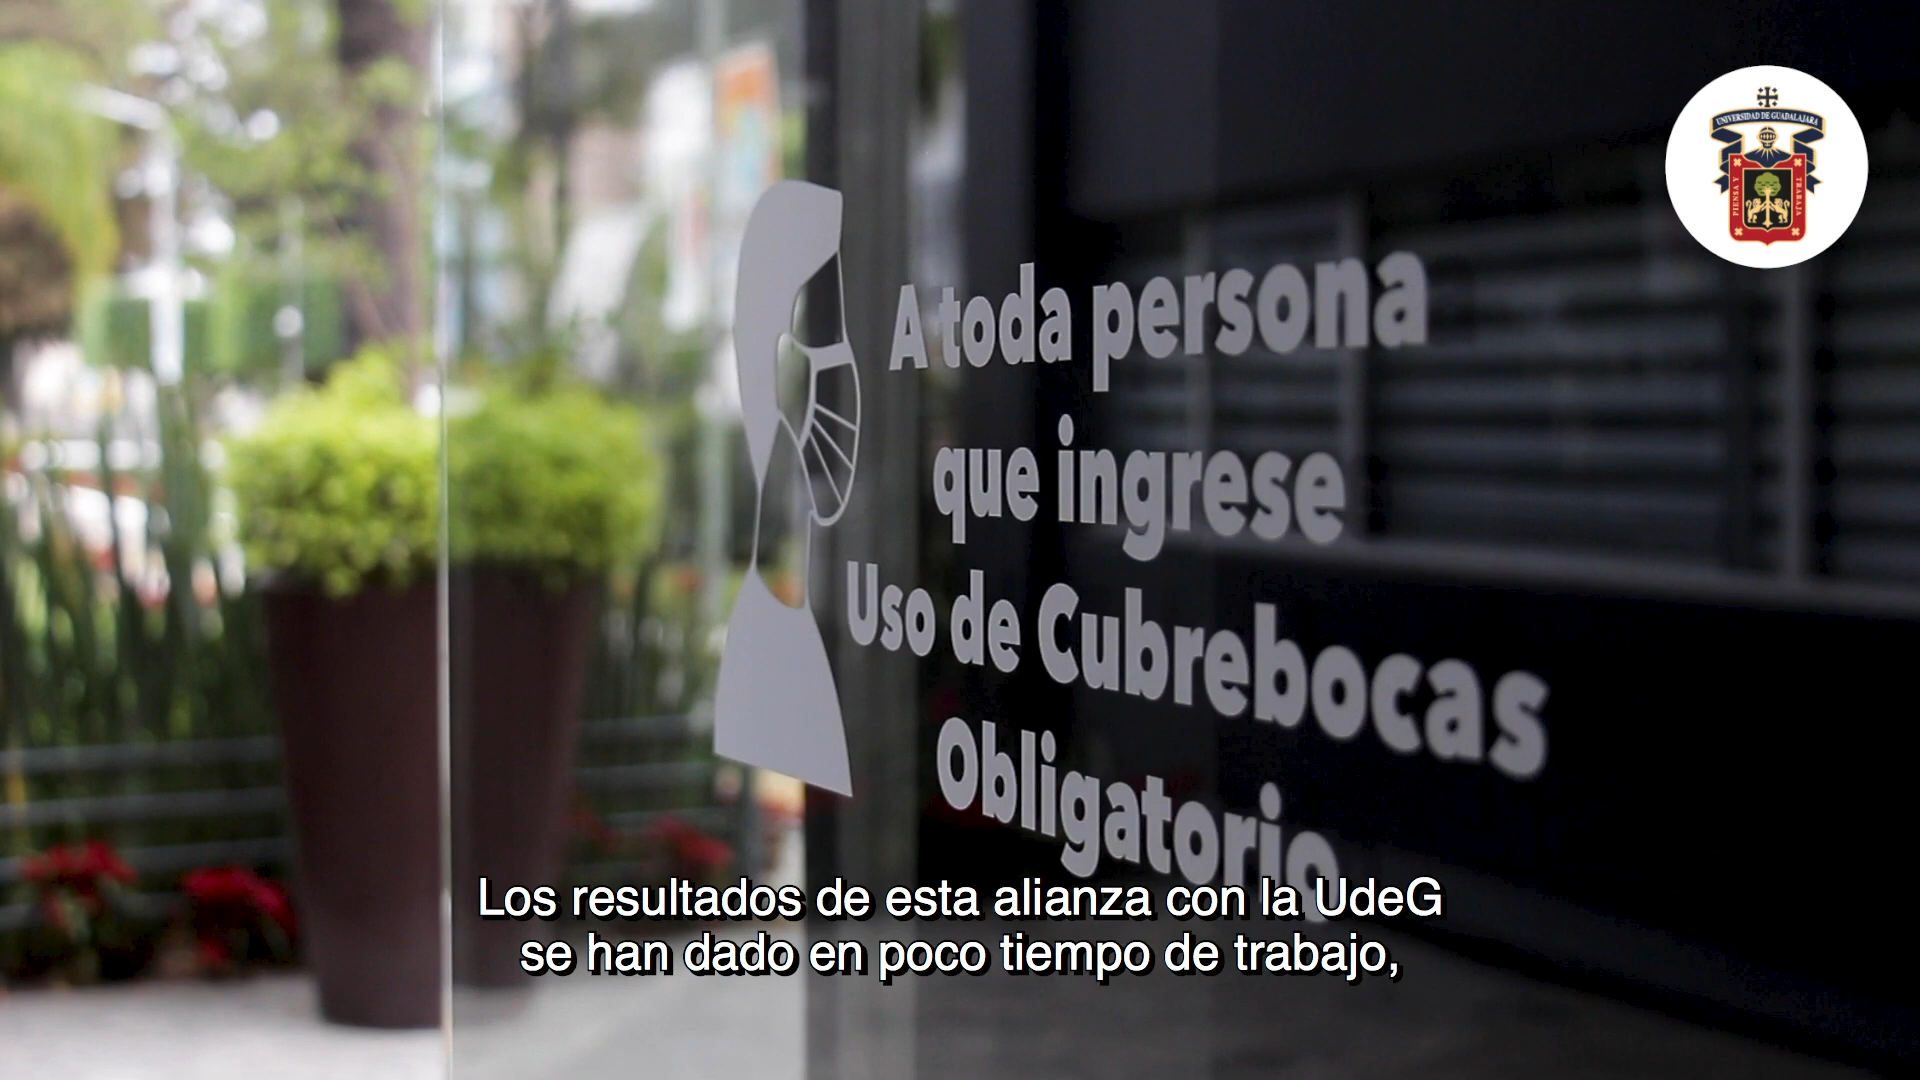 UNIVERSIDAD DE GUADALAJARA
PIENSA Y
TRABAJA
A toda persona
que ingrese
Uso de Cubrebocas
Obligatorio
Los resultados de esta alianza con la UdeG
se han dado en poco tiempo de trabajo,